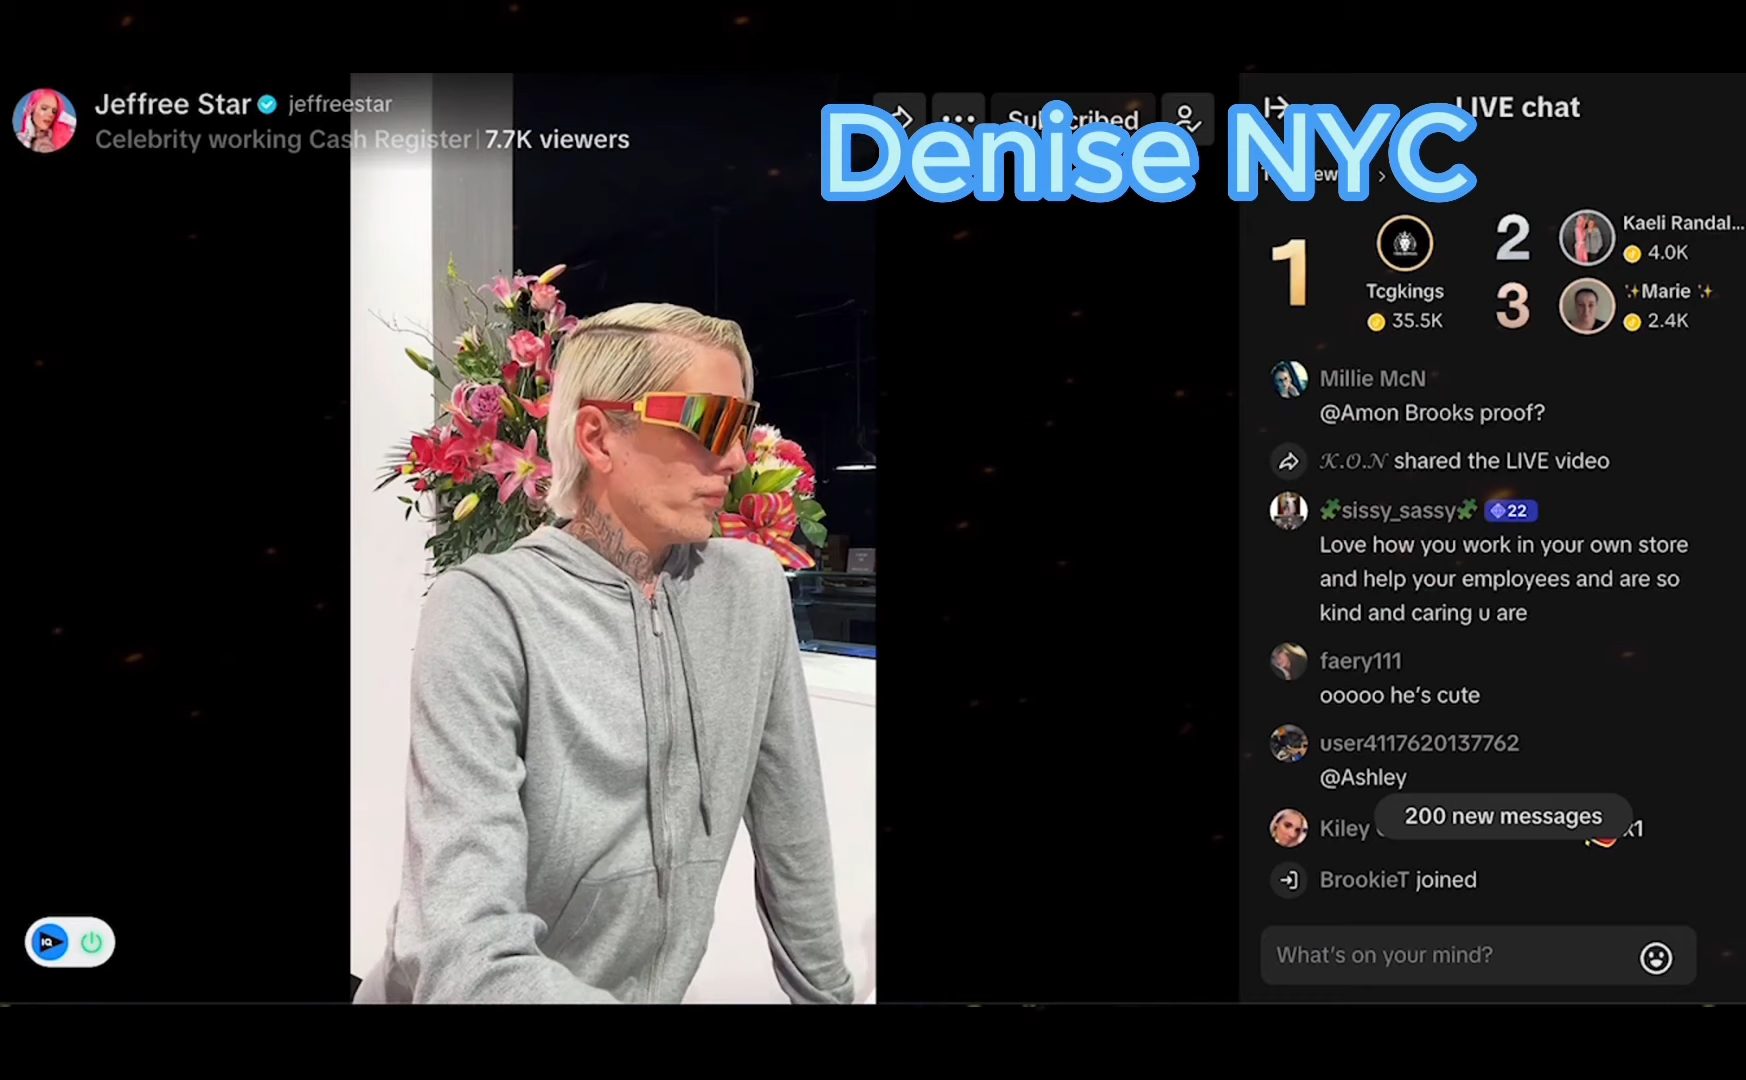 Jeffree Star jeffreestar
Celebrity working Cash Register | 7.7K viewers
Subscribed
Denise NYC
LIVE chat
1
Tcgkings
35.5K
2
Kaeli Randal...
4.0K
3
✨Marie ✨
2.4K
Millie McN
@Amon Brooks proof?
𝒦.𝒪.𝒩 shared the LIVE video
sissy_sassy 22
Love how you work in your own store
and help your employees and are so
kind and caring u are
faery111
ooooo he's cute
user4117620137762
@Ashley
Kiley x1
200 new messages
BrookieT joined
What's on your mind?
IQ